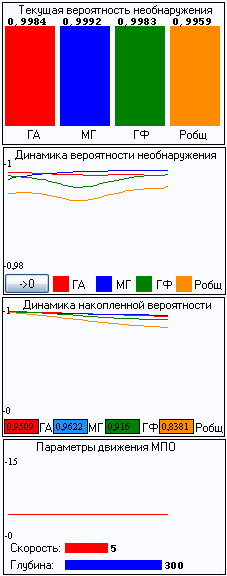 Текущая вероятность необнаружения
0,9984 0,9992 0,9983 0,9959
ГА МГ ГФ Робщ
Динамика вероятности необнаружения
-1
-0.98
->0 ГА МГ ГФ Робщ
Динамика накопленной вероятности
-1
-0
0,9509 ГА 0,9622 МГ 0,916 ГФ 0,8381 Робщ
Параметры движения МПО
-15
-0
Скорость: 5
Глубина: 300